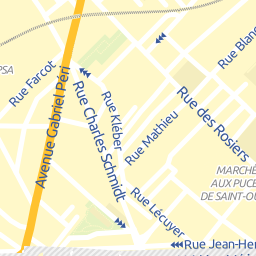 PSA
Rue Farcot
Avenue Gabriel Péri
Rue Charles Schmidt
Rue Kléber
Rue Mathieu
Rue des Rosiers
Rue Blan
MARCHÉ
AUX PUCE
DE SAINT-OU
Rue Lécuyer
Rue Jean-Hen